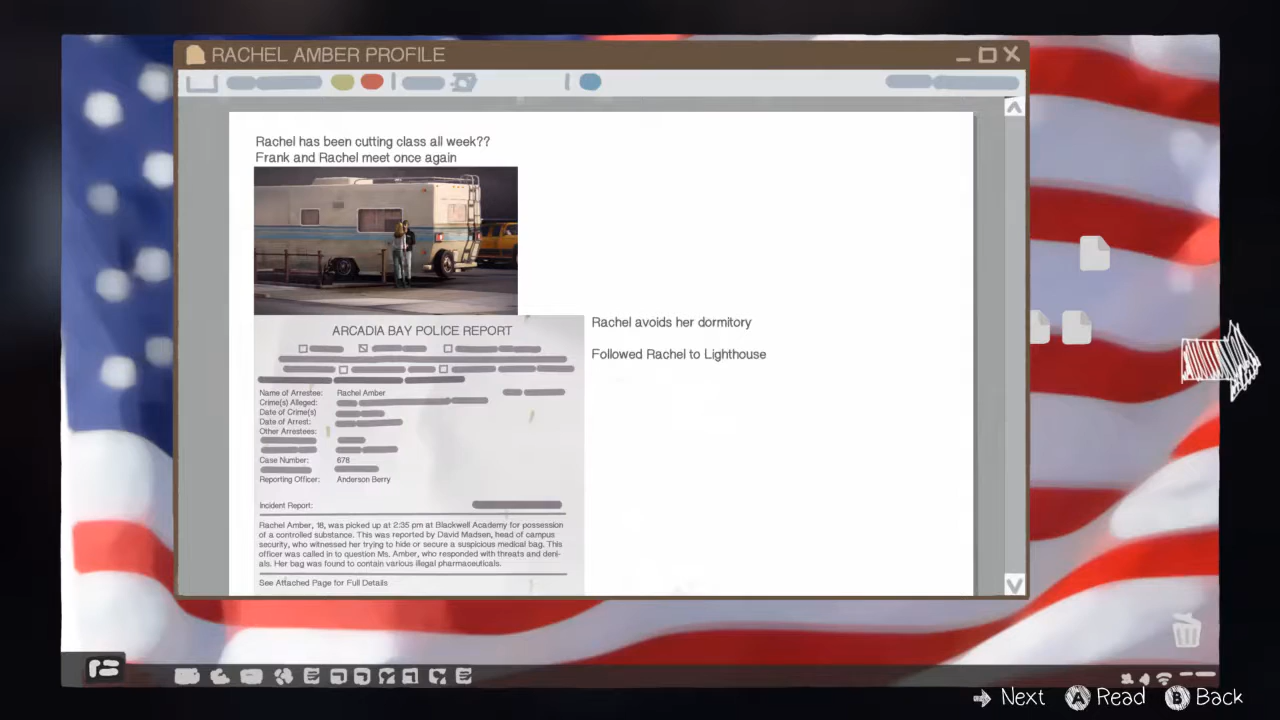 RACHEL AMBER PROFILE
Rachel has been cutting class all week??
Frank and Rachel meet once again
ARCADIA BAY POLICE REPORT
Name of Arrestee: Rachel Amber
Crime(s) Alleged:
Date of Crime(s)
Date of Arrest:
Other Arrestees:
Case Number: 678
Reporting Officer: Anderson Berry
Incident Report:
Rachel Amber, 18, was picked up at 2:35 pm at Blackwell Academy for possession
of a controlled substance. This was reported by David Madsen, head of campus
security, who witnessed her trying to hide or secure a suspicious medical bag. This
officer was called in to question Ms. Amber, who responded with threats and deni-
als. Her bag was found to contain various illegal pharmaceuticals.
See Attached Page for Full Details
Rachel avoids her dormitory
Followed Rachel to Lighthouse
Next A Read B Back